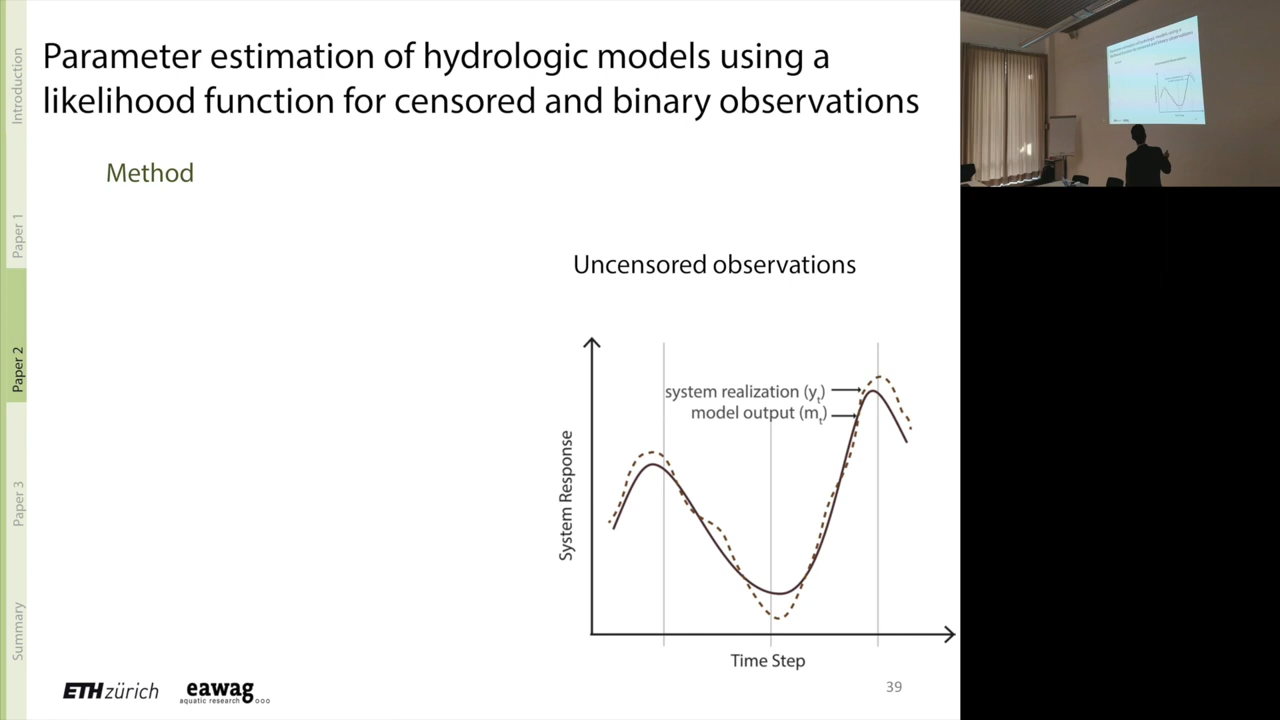 Parameter estimation of hydrologic models using a
likelihood function for censored and binary observations
Method
Uncensored observations
system realization (yt)
model output (mt)
System Response
Time Step
Introduction
Paper 1
Paper 2
Paper 3
Summary
ETH zürich
eawag
aquatic research
39